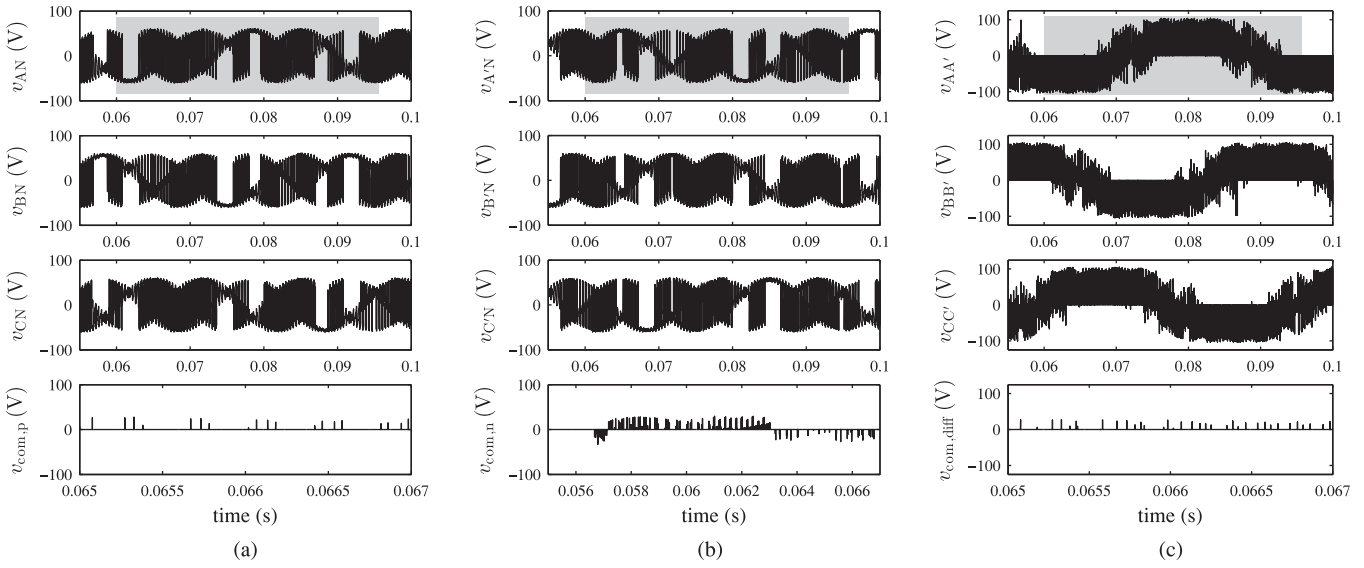 100
0
−100
v_AN (V)
0.06 0.07 0.08 0.09 0.1
100
0
−100
v_BN (V)
0.06 0.07 0.08 0.09 0.1
100
0
−100
v_CN (V)
0.06 0.07 0.08 0.09 0.1
100
0
−100
v_com,p (V)
0.065 0.0655 0.066 0.0665 0.067
time (s)
(a)
100
0
−100
v_A′N (V)
0.06 0.07 0.08 0.09 0.1
100
0
−100
v_B′N (V)
0.06 0.07 0.08 0.09 0.1
100
0
−100
v_C′N (V)
0.06 0.07 0.08 0.09 0.1
100
0
−100
v_com,n (V)
0.056 0.058 0.06 0.062 0.064 0.066
time (s)
(b)
100
0
−100
v_AA′ (V)
0.06 0.07 0.08 0.09 0.1
100
0
−100
v_BB′ (V)
0.06 0.07 0.08 0.09 0.1
100
0
−100
v_CC′ (V)
0.06 0.07 0.08 0.09 0.1
100
0
−100
v_com,diff (V)
0.065 0.0655 0.066 0.0665 0.067
time (s)
(c)